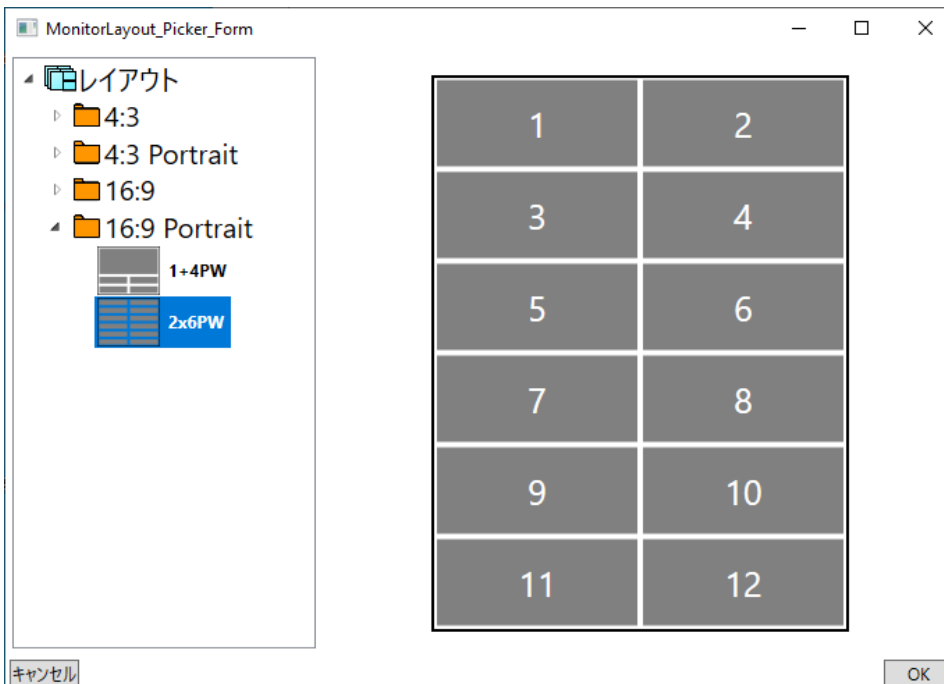 MonitorLayout_Picker_Form
レイアウト
4:3
4:3 Portrait
16:9
16:9 Portrait
1+4PW
2x6PW
1 2
3 4
5 6
7 8
9 10
11 12
キャンセル
OK